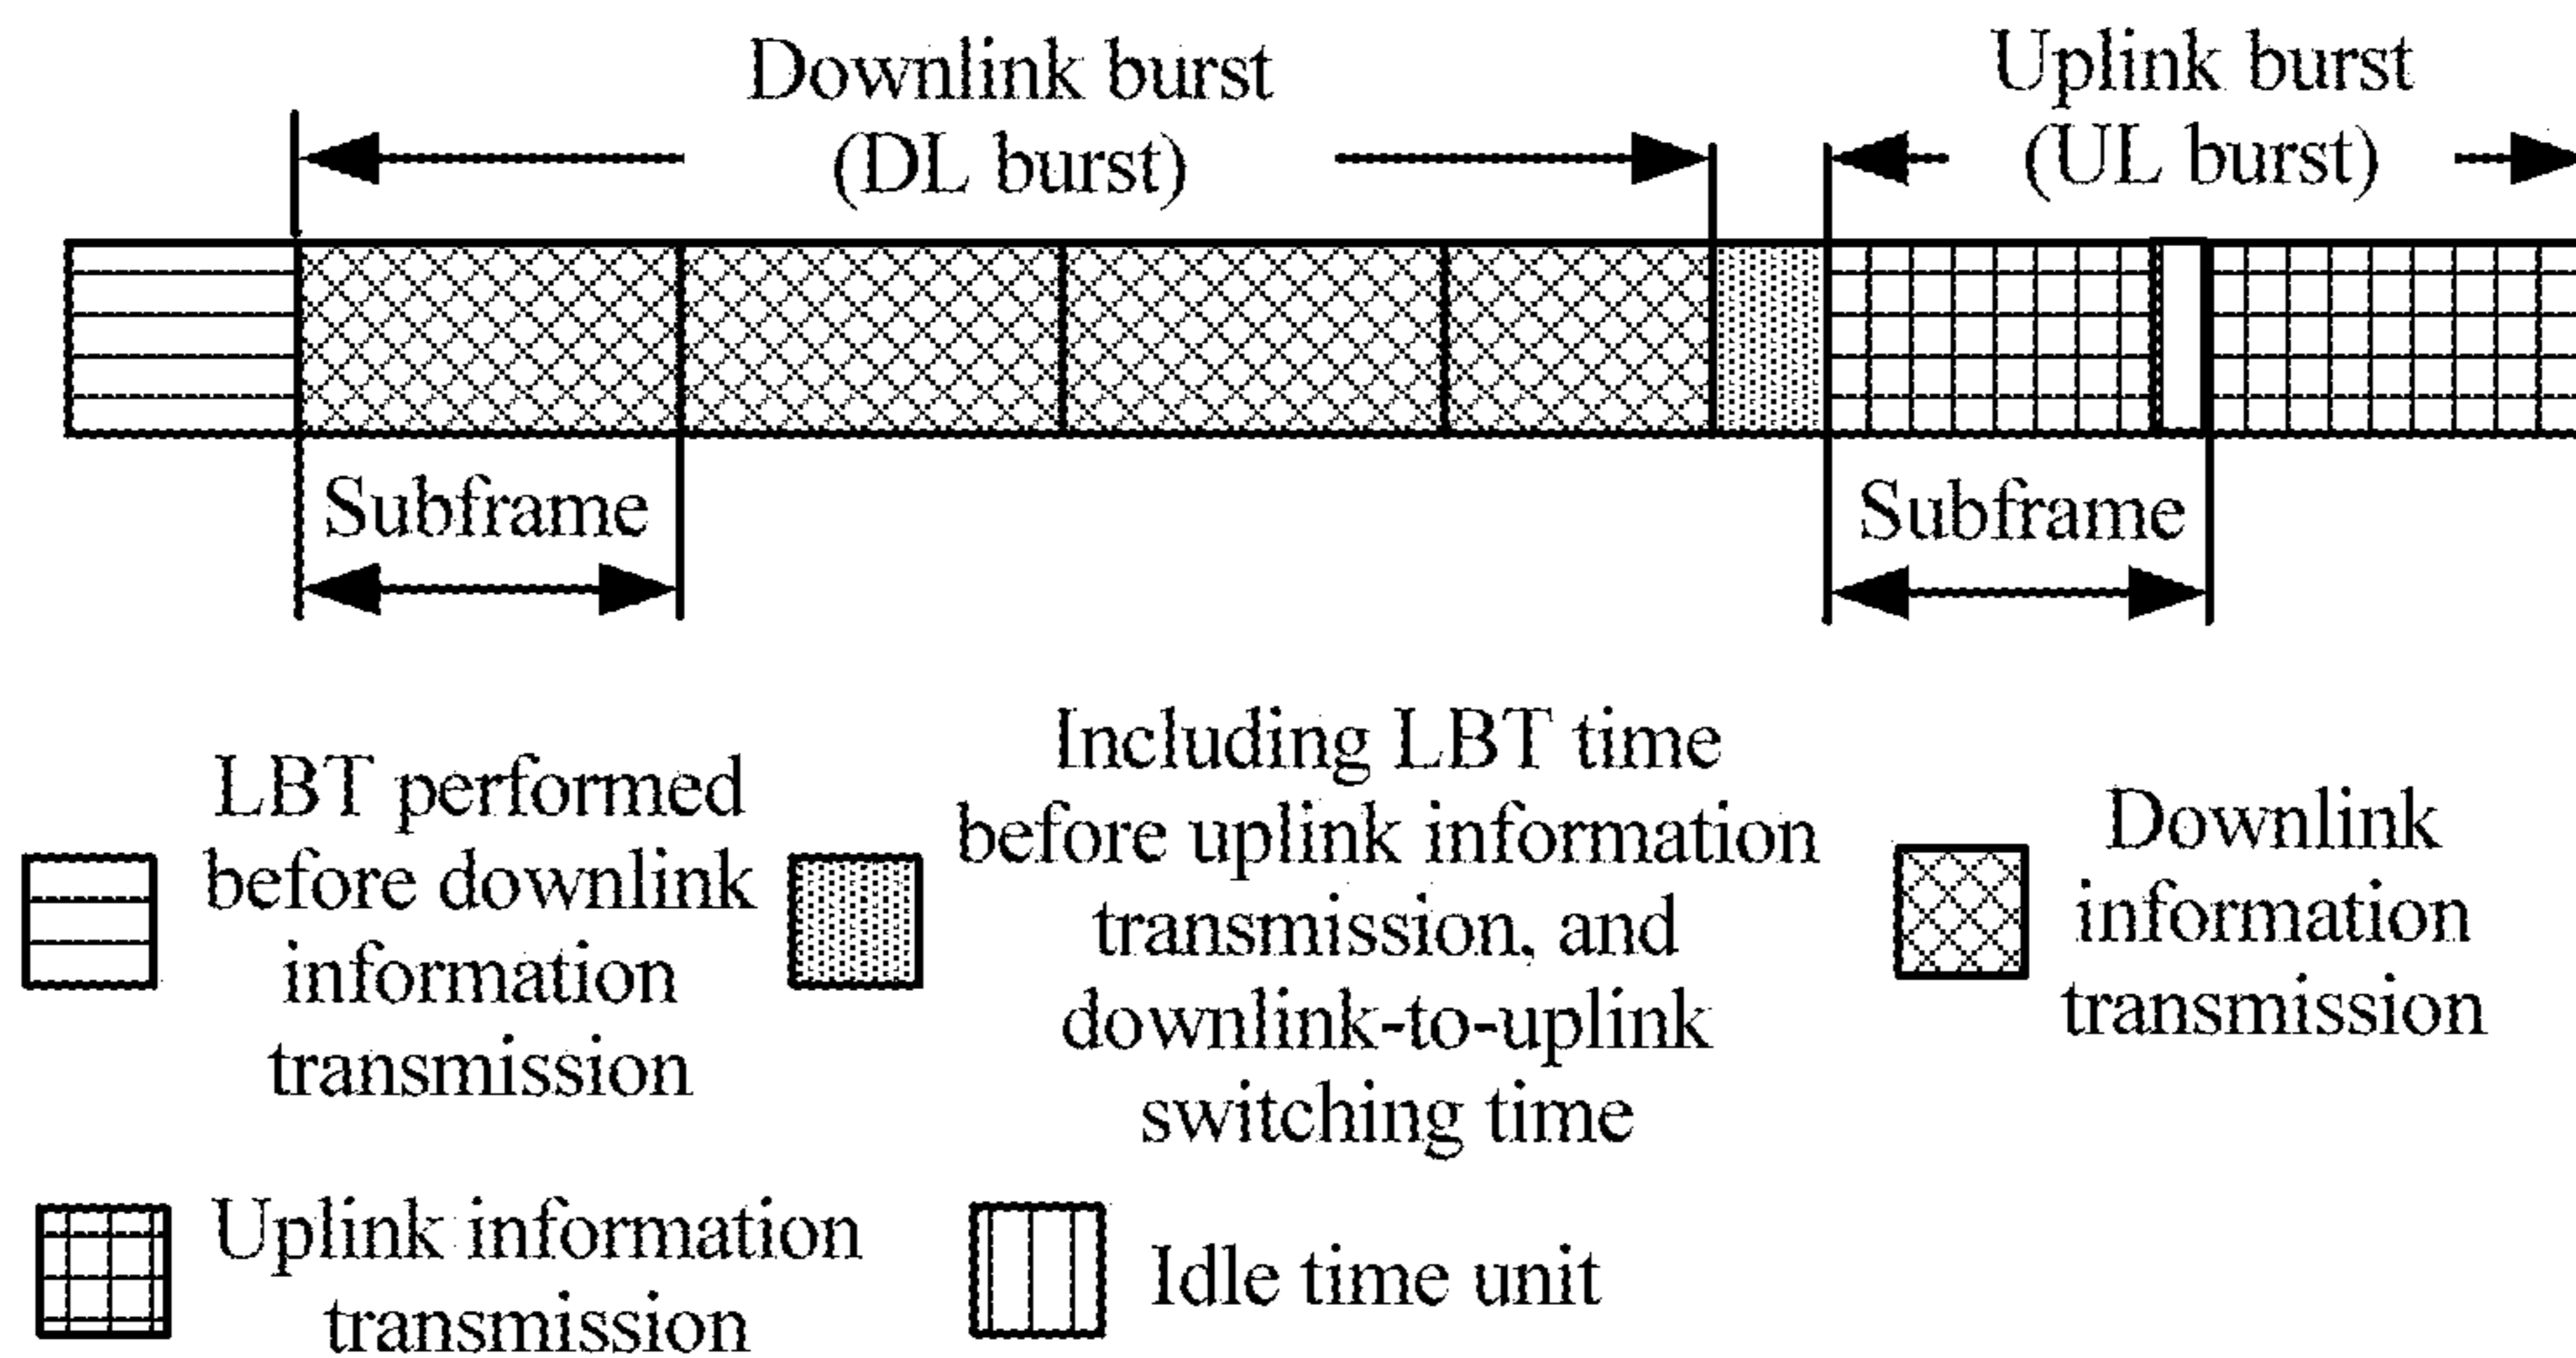 Downlink burst
(DL burst)
Uplink burst
(UL burst)
Subframe
Subframe
LBT performed
before downlink
information
transmission
Including LBT time
before uplink information
transmission, and
downlink-to-uplink
switching time
Downlink
information
transmission
Uplink information
transmission
Idle time unit